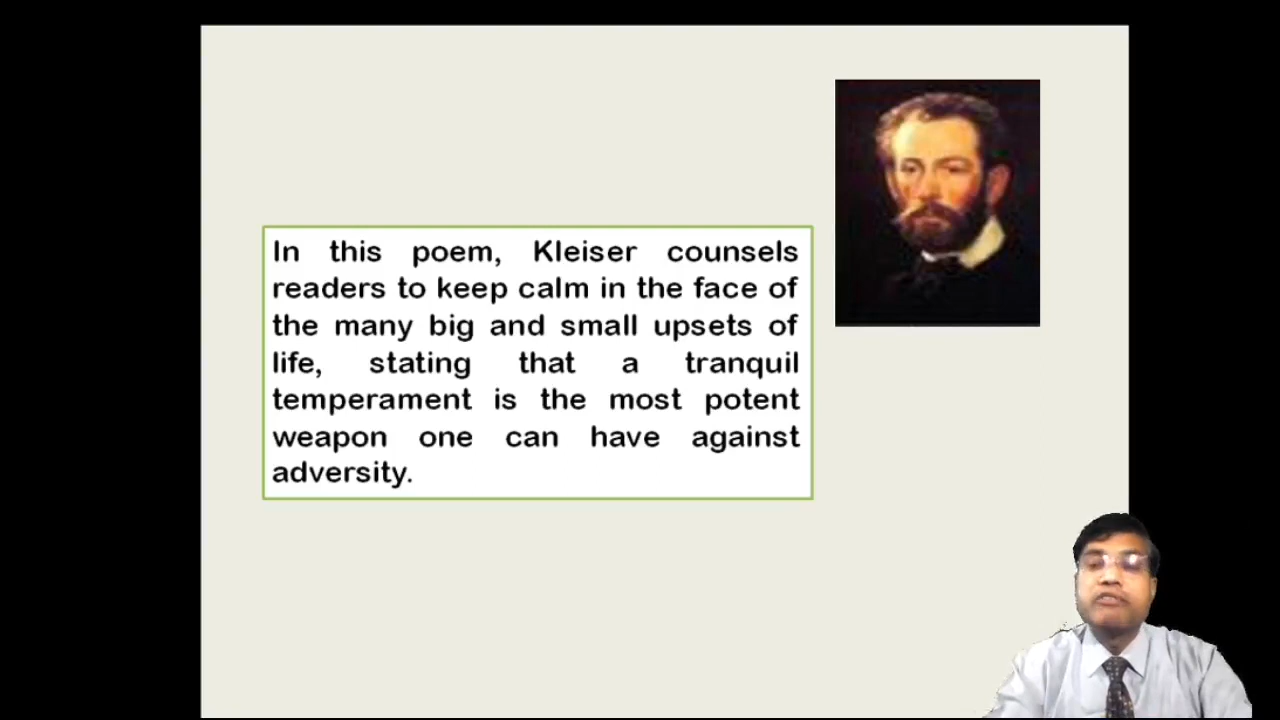 In this poem, Kleiser counsels
readers to keep calm in the face of
the many big and small upsets of
life, stating that a tranquil
temperament is the most potent
weapon one can have against
adversity.